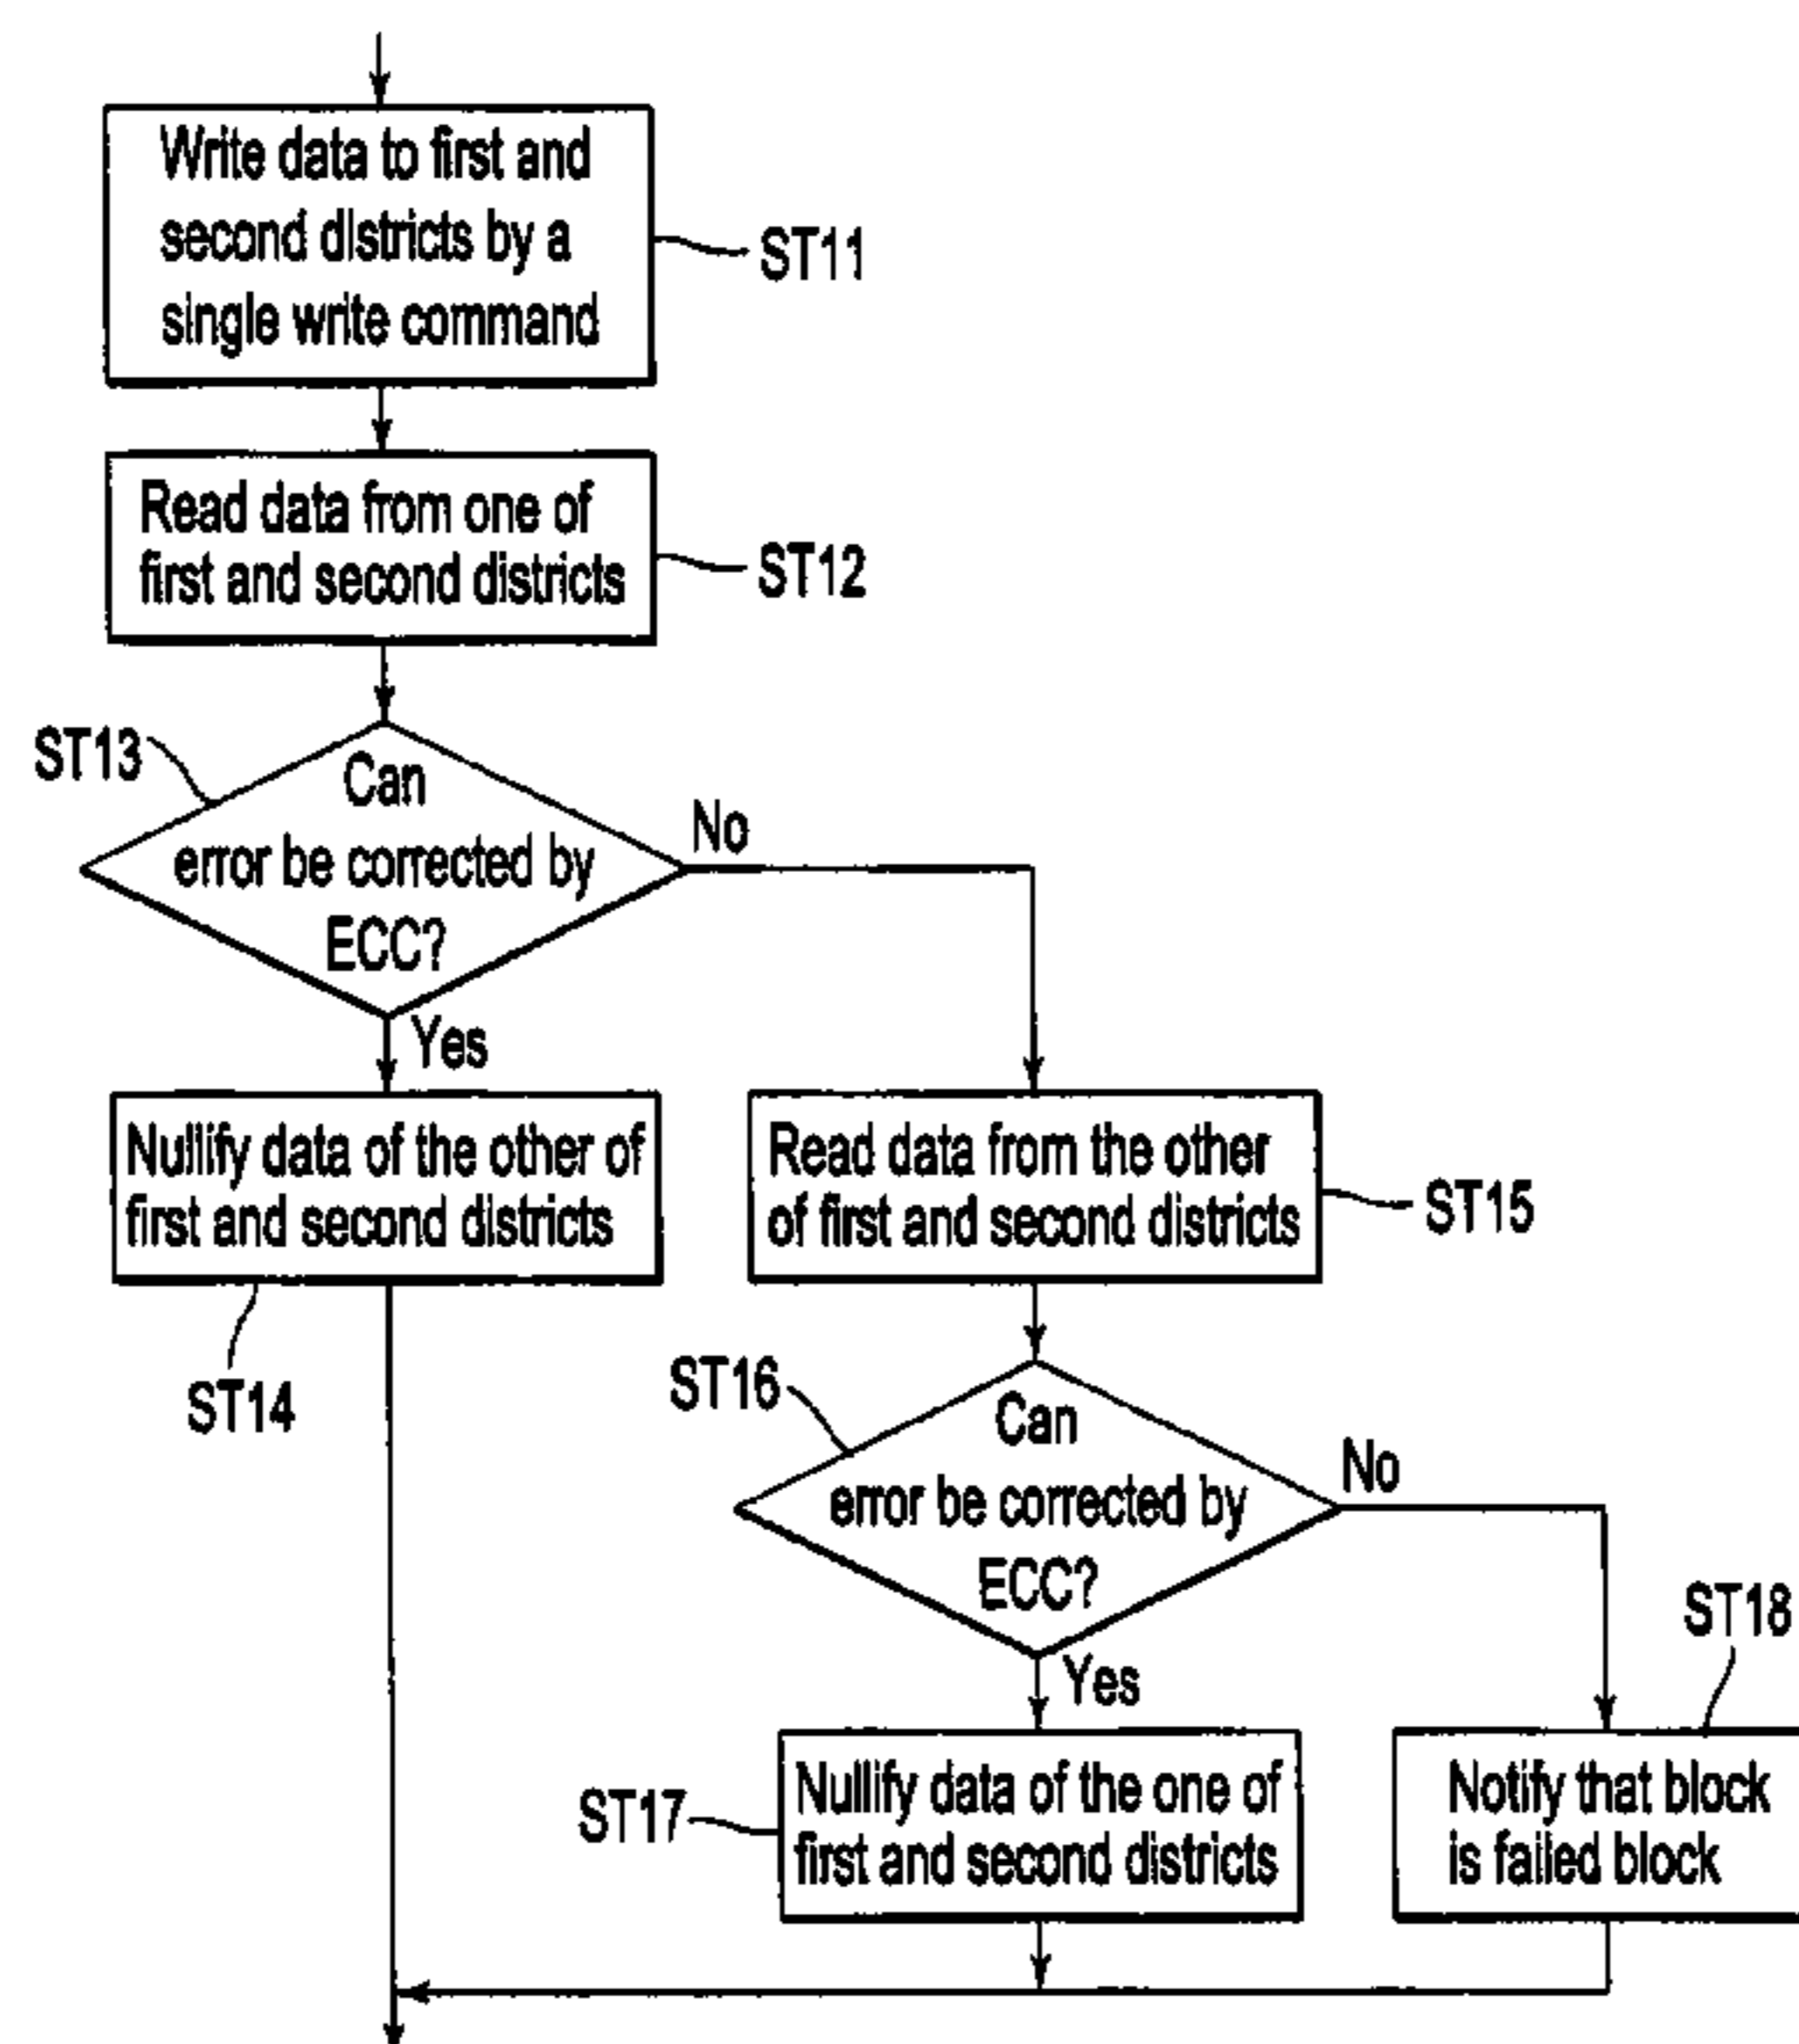 Write data to first and
second districts by a
single write command
ST11
Read data from one of
first and second districts
ST12
ST13
Can
error be corrected by
ECC?
No
Yes
Nullify data of the other of
first and second districts
ST14
Read data from the other
of first and second districts
ST15
ST16
Can
error be corrected by
ECC?
No
Yes
ST17
Nullify data of the one of
first and second districts
ST18
Notify that block
is failed block